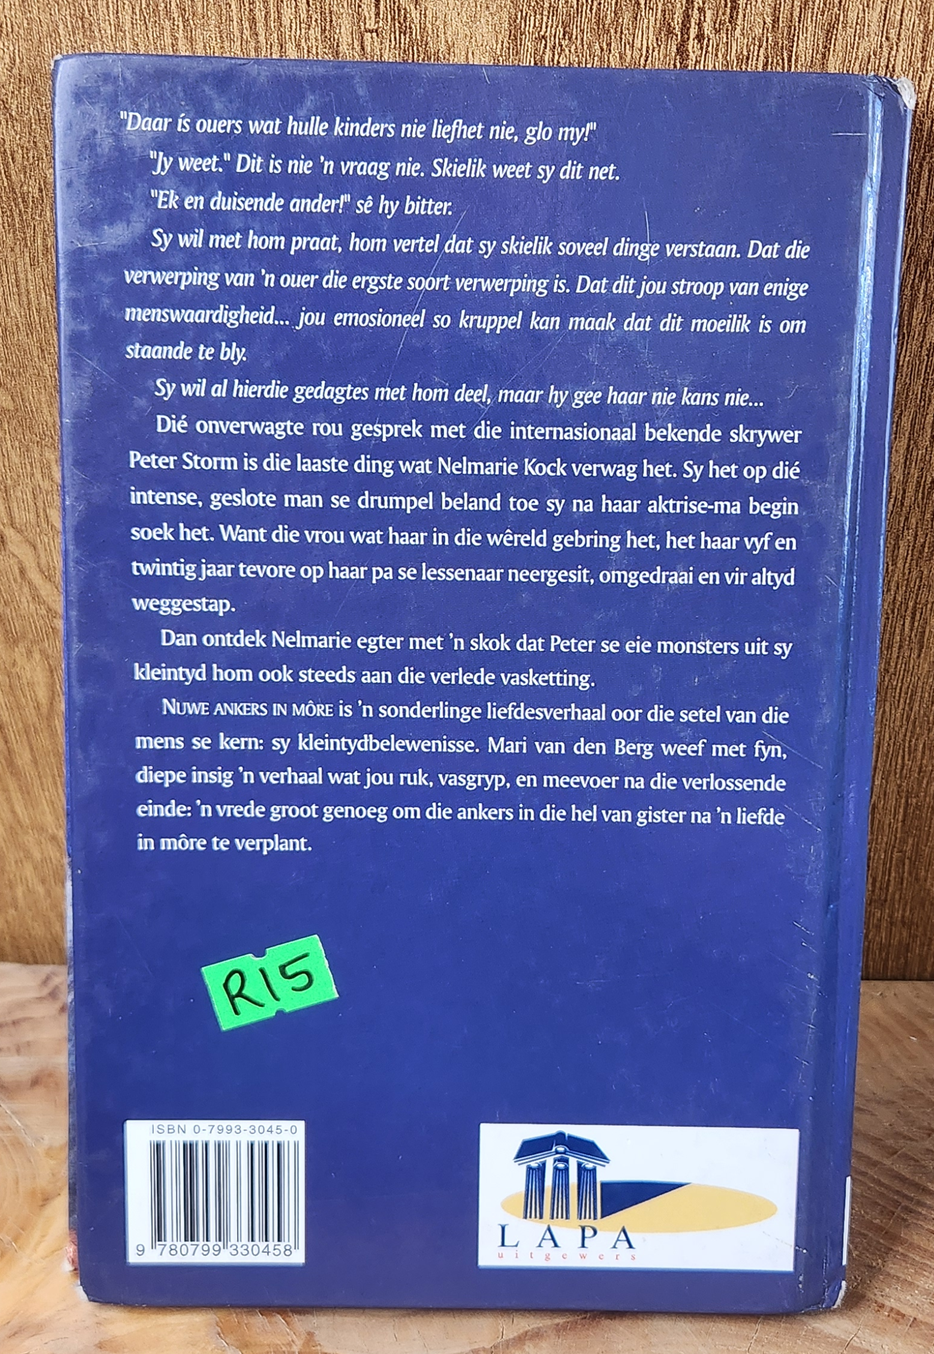 "Daar ís ouers wat hulle kinders nie liefhet nie, glo my!"
"Jy weet." Dit is nie 'n vraag nie. Skielik weet sy dit net.
"Ek en duisende ander!" sê hy bitter.
Sy wil met hom praat, hom vertel dat sy skielik soveel dinge verstaan. Dat die
verwerping van 'n ouer die ergste soort verwerping is. Dat dit jou stroop van enige
menswaardigheid... jou emosioneel so kruppel kan maak dat dit moeilik is om
staande te bly.
Sy wil al hierdie gedagtes met hom deel, maar hy gee haar nie kans nie...
Dié onverwagte rou gesprek met die internasionaal bekende skrywer
Peter Storm is die laaste ding wat Nelmarie Kock verwag het. Sy het op dié
intense, geslote man se drumpel beland toe sy na haar aktrise-ma begin
soek het. Want die vrou wat haar in die wêreld gebring het, het haar vyf en
twintig jaar tevore op haar pa se lessenaar neergesit, omgedraai en vir altyd
weggestap.
Dan ontdek Nelmarie egter met 'n skok dat Peter se eie monsters uit sy
kleintyd hom ook steeds aan die verlede vasketting.
NUWE ANKERS IN MÔRE is 'n sonderlinge liefdesverhaal oor die setel van die
mens se kern: sy kleintydbelewenisse. Mari van den Berg weef met fyn,
diepe insig 'n verhaal wat jou ruk, vasgryp, en meevoer na die verlossende
einde: 'n vrede groot genoeg om die ankers in die hel van gister na 'n liefde
in môre te verplant.
R15
ISBN 0-7993-3045-0
9 780799 330458
LAPA
uitgewers